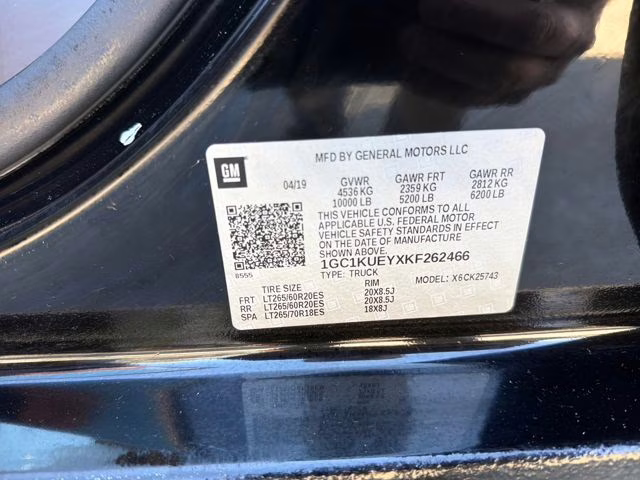 GM
MFD BY GENERAL MOTORS LLC
04/19 GVWR GAWR FRT GAWR RR
4536 KG 2359 KG 2812 KG
10000 LB 5200 LB 6200 LB
THIS VEHICLE CONFORMS TO ALL
APPLICABLE U.S. FEDERAL MOTOR
VEHICLE SAFETY STANDARDS IN EFFECT
ON THE DATE OF MANUFACTURE SHOWN ABOVE.
1GC1KUEYXKF262466
8555 TYPE: TRUCK MODEL: X6CK25743
TIRE SIZE RIM
FRT LT265/60R20ES 20X8.5J
RR LT265/60R20ES 20X8.5J
SPA LT265/70R18ES 18X8J